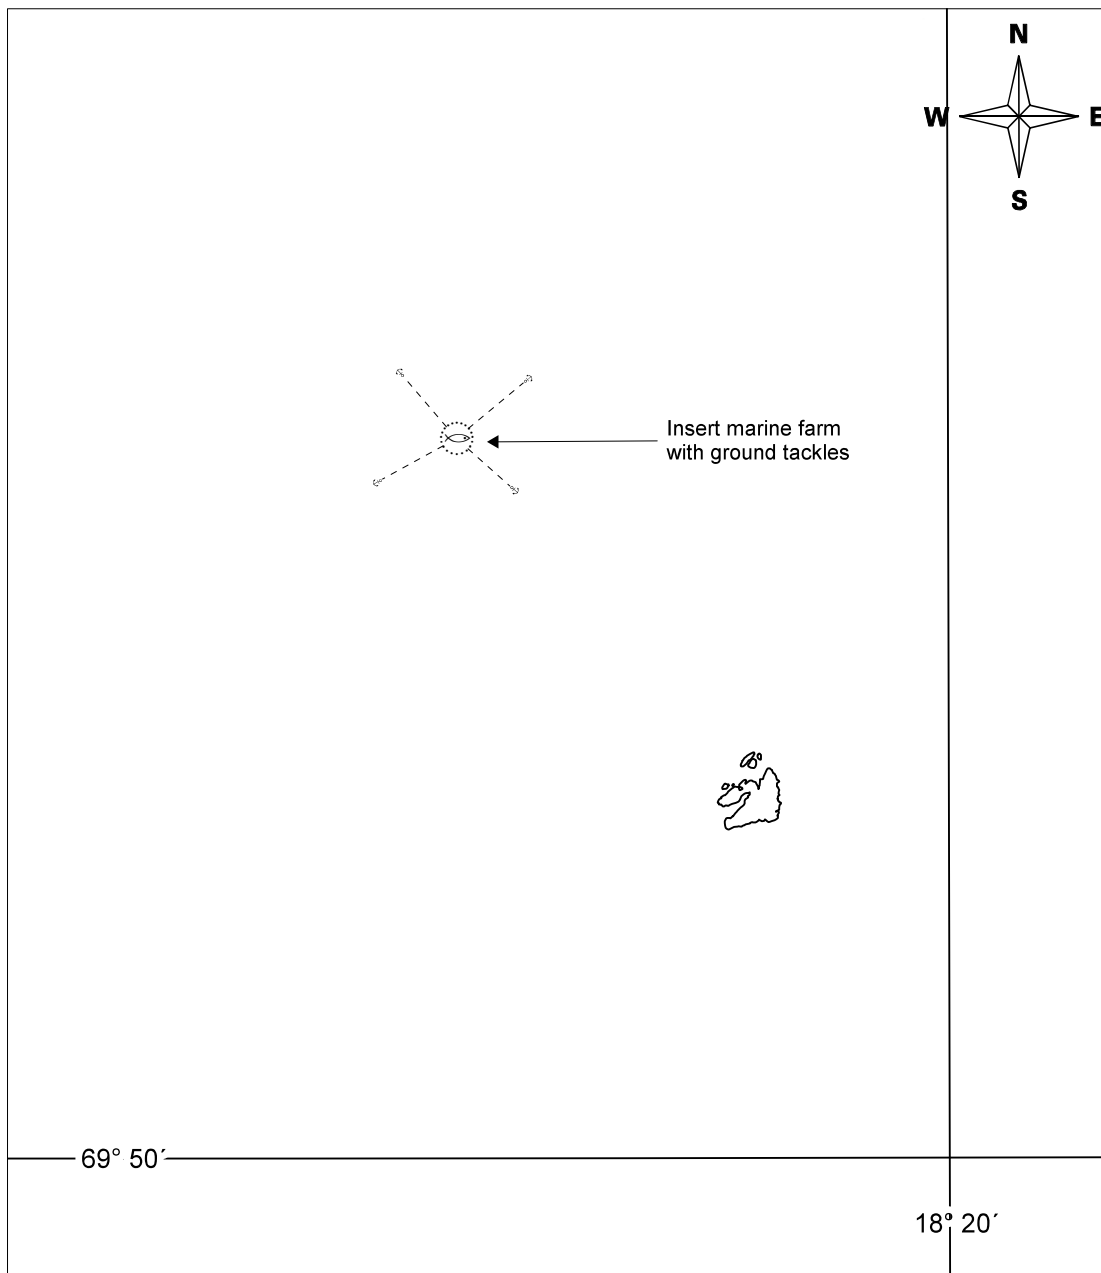 N
W
E
S
Insert marine farm
with ground tackles
69° 50´
18° 20´